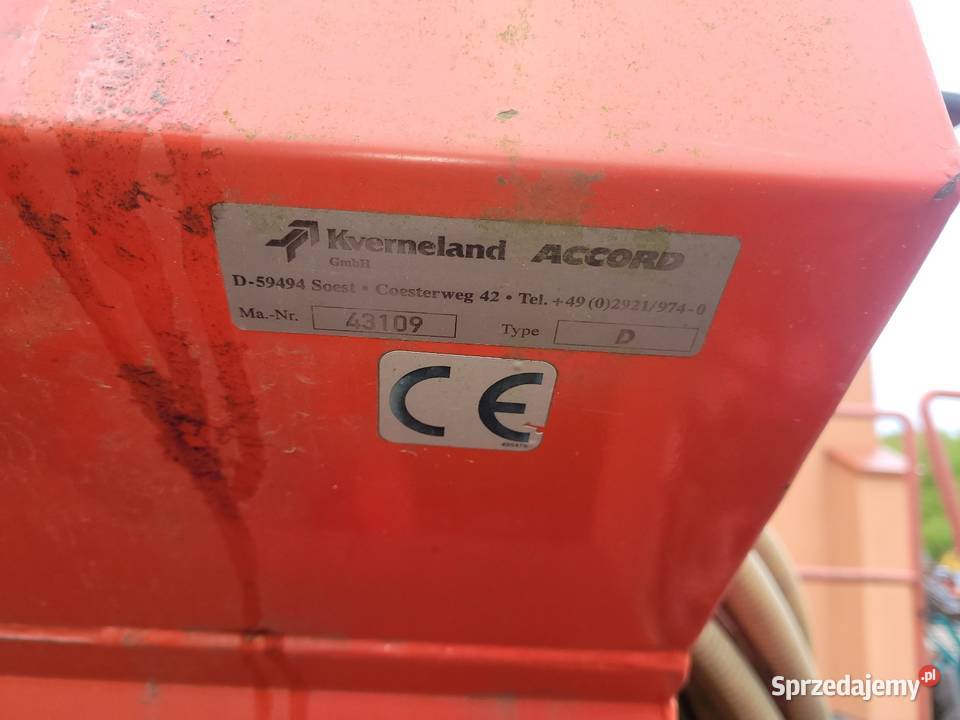 Kverneland ACCORD
GmbH
D-59494 Soest • Coesterweg 42 • Tel. +49(0)2921/974-0
Ma.-Nr. 43109 Type D
CE
Sprzedajemy.pl